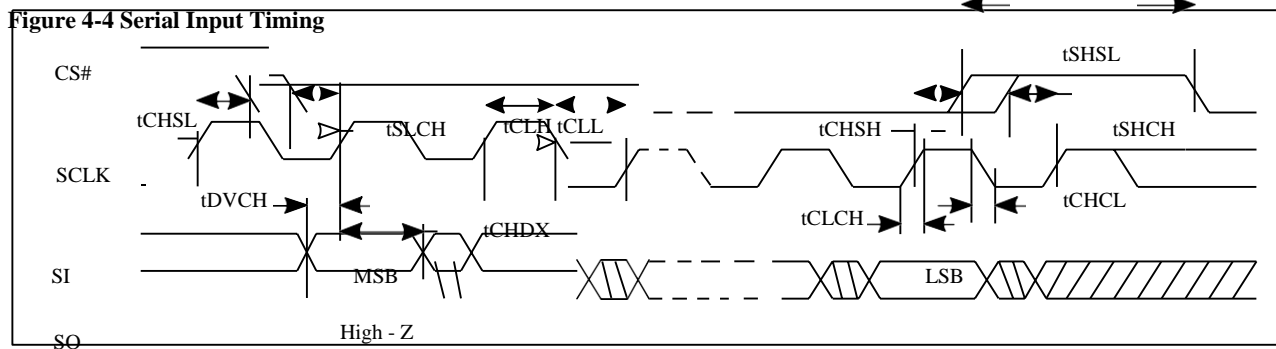 Figure 4-4 Serial Input Timing
tSHSL
CS#
tCHSL
tSLCH
tCLH
tCLL
tCHSH
tSHCH
SCLK
tDVCH
tCHDX
tCLCH
tCHCL
SI
MSB
LSB
High - Z
SO